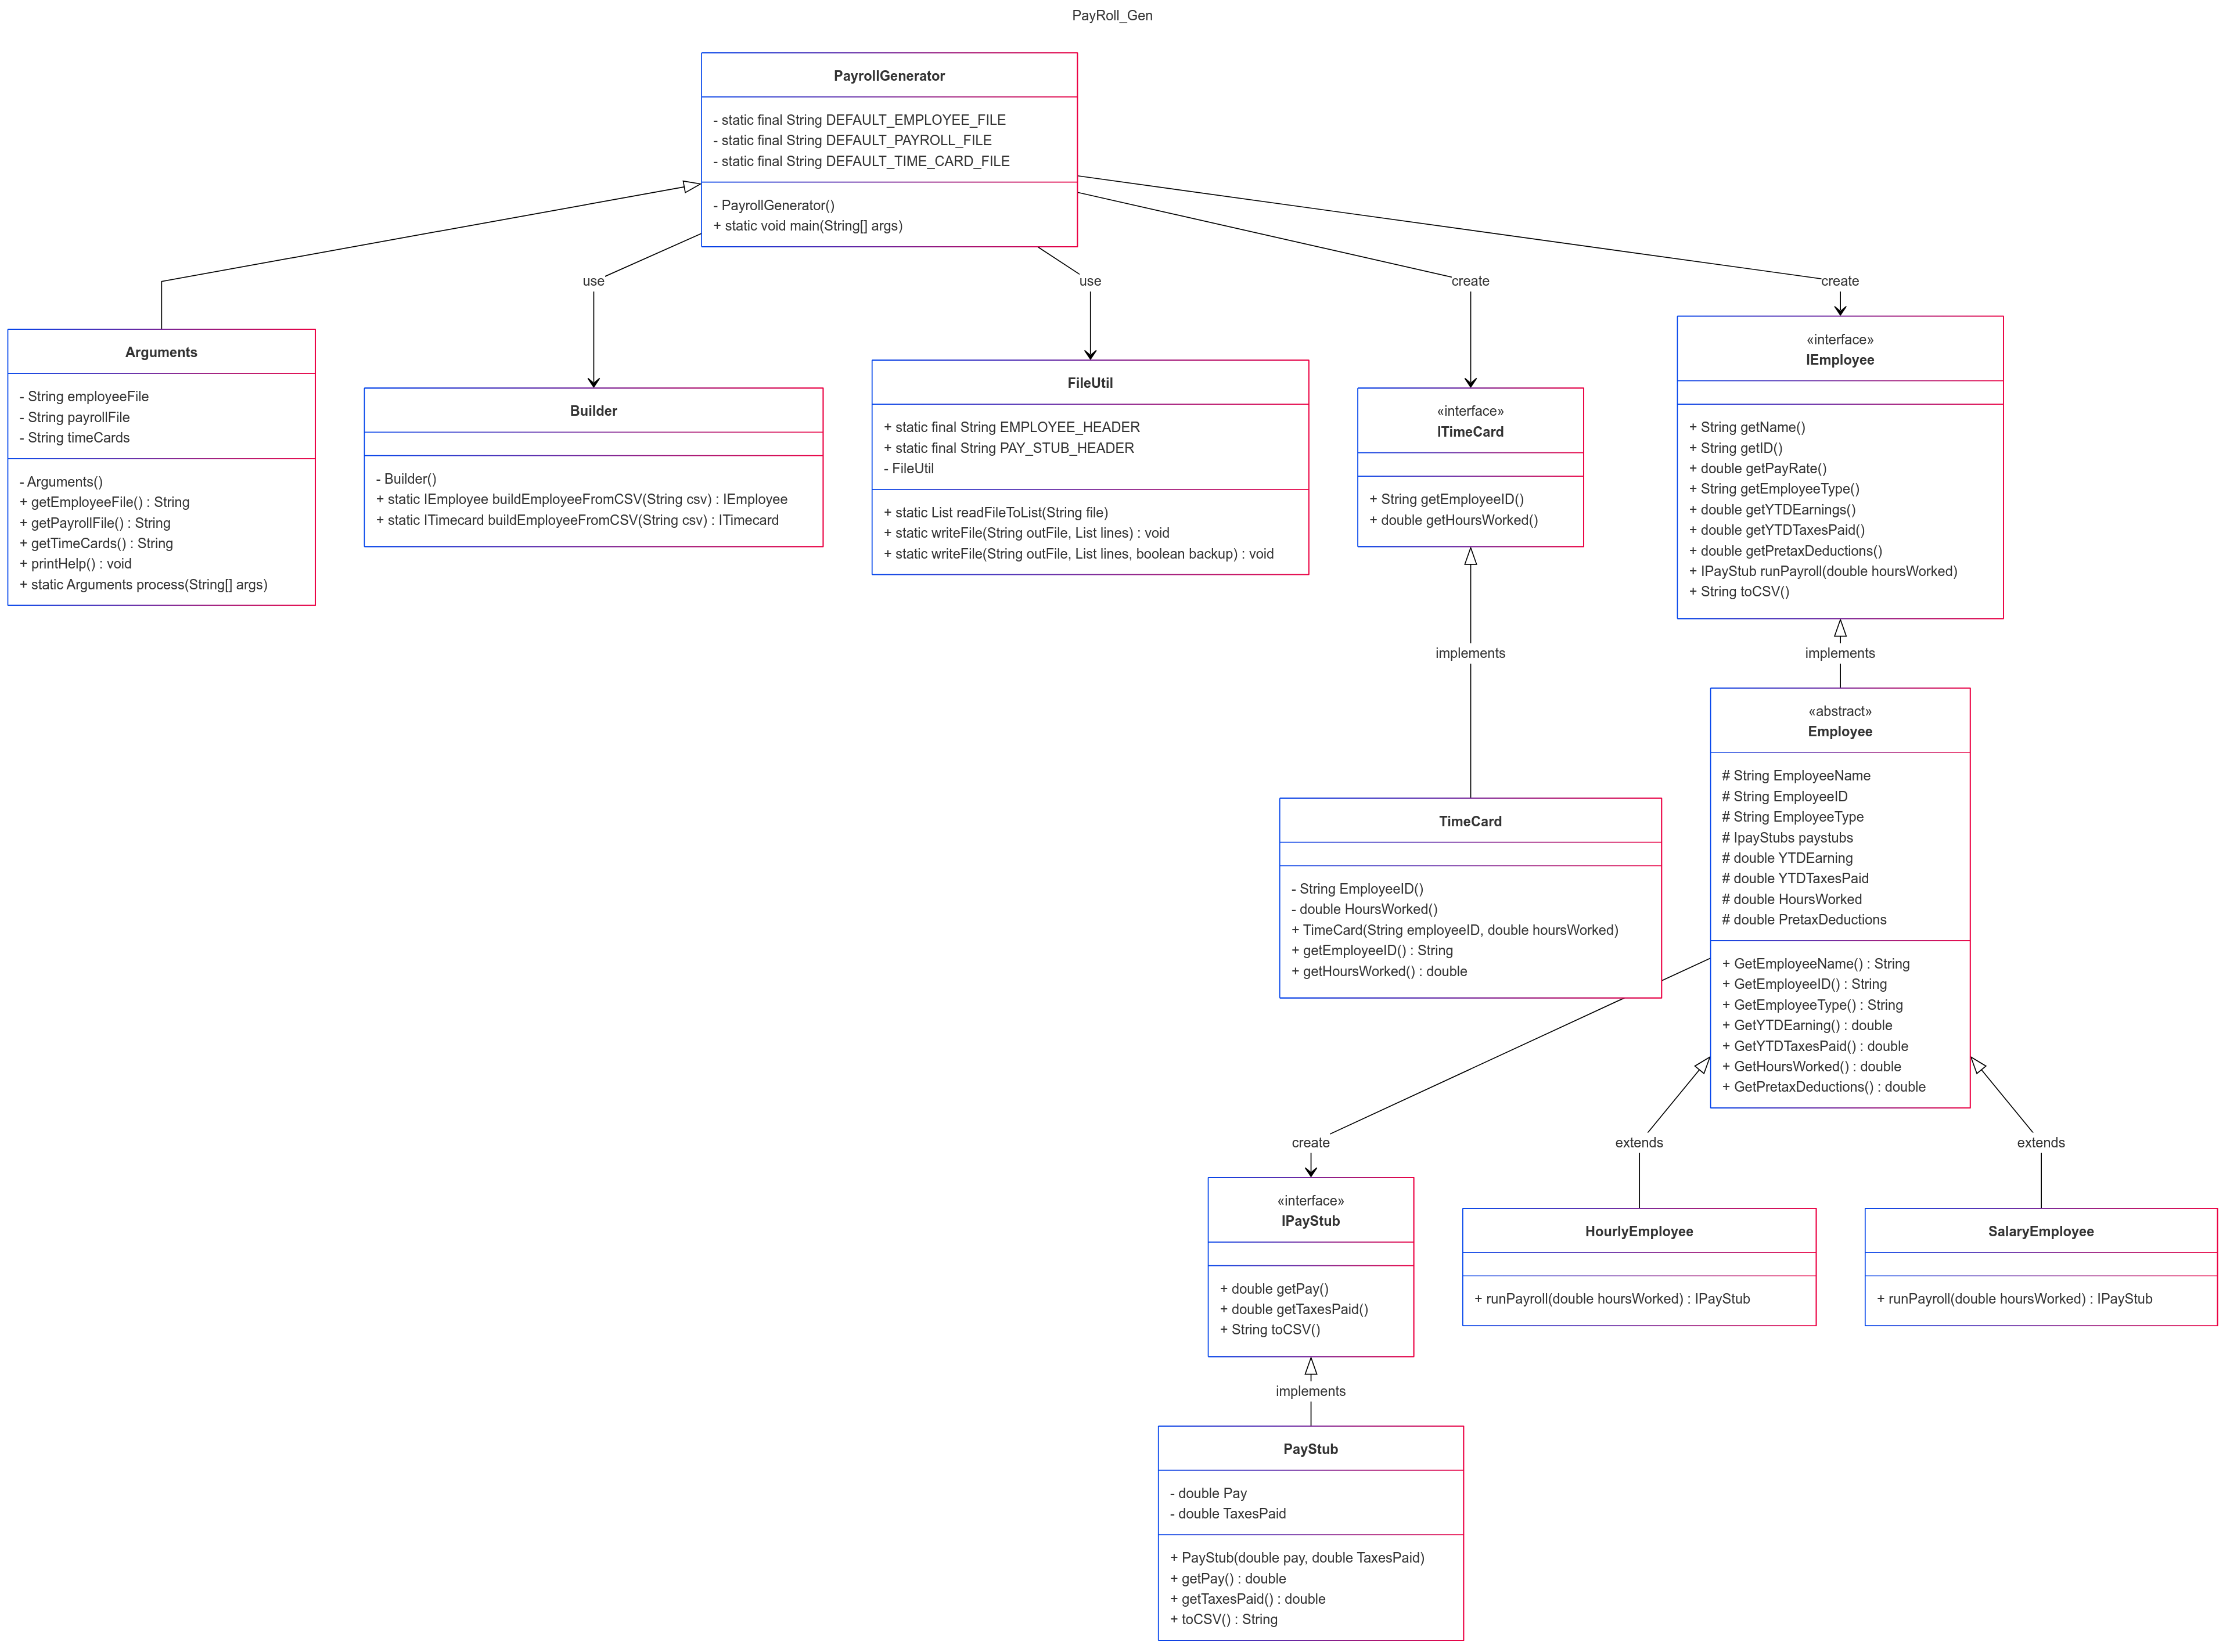 PayRoll_Gen
PayrollGenerator
- static final String DEFAULT_EMPLOYEE_FILE
- static final String DEFAULT_PAYROLL_FILE
- static final String DEFAULT_TIME_CARD_FILE
- PayrollGenerator()
+ static void main(String[] args)
use
use
create
create
Arguments
- String employeeFile
- String payrollFile
- String timeCards
- Arguments()
+ getEmployeeFile() : String
+ getPayrollFile() : String
+ getTimeCards() : String
+ printHelp() : void
+ static Arguments process(String[] args)
Builder
- Builder()
+ static IEmployee buildEmployeeFromCSV(String csv) : IEmployee
+ static ITimecard buildEmployeeFromCSV(String csv) : ITimecard
FileUtil
+ static final String EMPLOYEE_HEADER
+ static final String PAY_STUB_HEADER
- FileUtil
+ static List readFileToList(String file)
+ static writeFile(String outFile, List lines) : void
+ static writeFile(String outFile, List lines, boolean backup) : void
«interface»
ITimeCard
+ String getEmployeeID()
+ double getHoursWorked()
«interface»
IEmployee
+ String getName()
+ String getID()
+ double getPayRate()
+ String getEmployeeType()
+ double getYTDEarnings()
+ double getYTDTaxesPaid()
+ double getPretaxDeductions()
+ IPayStub runPayroll(double hoursWorked)
+ String toCSV()
implements
implements
TimeCard
- String EmployeeID()
- double HoursWorked()
+ TimeCard(String employeeID, double hoursWorked)
+ getEmployeeID() : String
+ getHoursWorked() : double
«abstract»
Employee
# String EmployeeName
# String EmployeeID
# String EmployeeType
# IpayStubs paystubs
# double YTDEarning
# double YTDTaxesPaid
# double HoursWorked
# double PretaxDeductions
+ GetEmployeeName() : String
+ GetEmployeeID() : String
+ GetEmployeeType() : String
+ GetYTDEarning() : double
+ GetYTDTaxesPaid() : double
+ GetHoursWorked() : double
+ GetPretaxDeductions() : double
create
extends
extends
«interface»
IPayStub
+ double getPay()
+ double getTaxesPaid()
+ String toCSV()
HourlyEmployee
+ runPayroll(double hoursWorked) : IPayStub
SalaryEmployee
+ runPayroll(double hoursWorked) : IPayStub
implements
PayStub
- double Pay
- double TaxesPaid
+ PayStub(double pay, double TaxesPaid)
+ getPay() : double
+ getTaxesPaid() : double
+ toCSV() : String